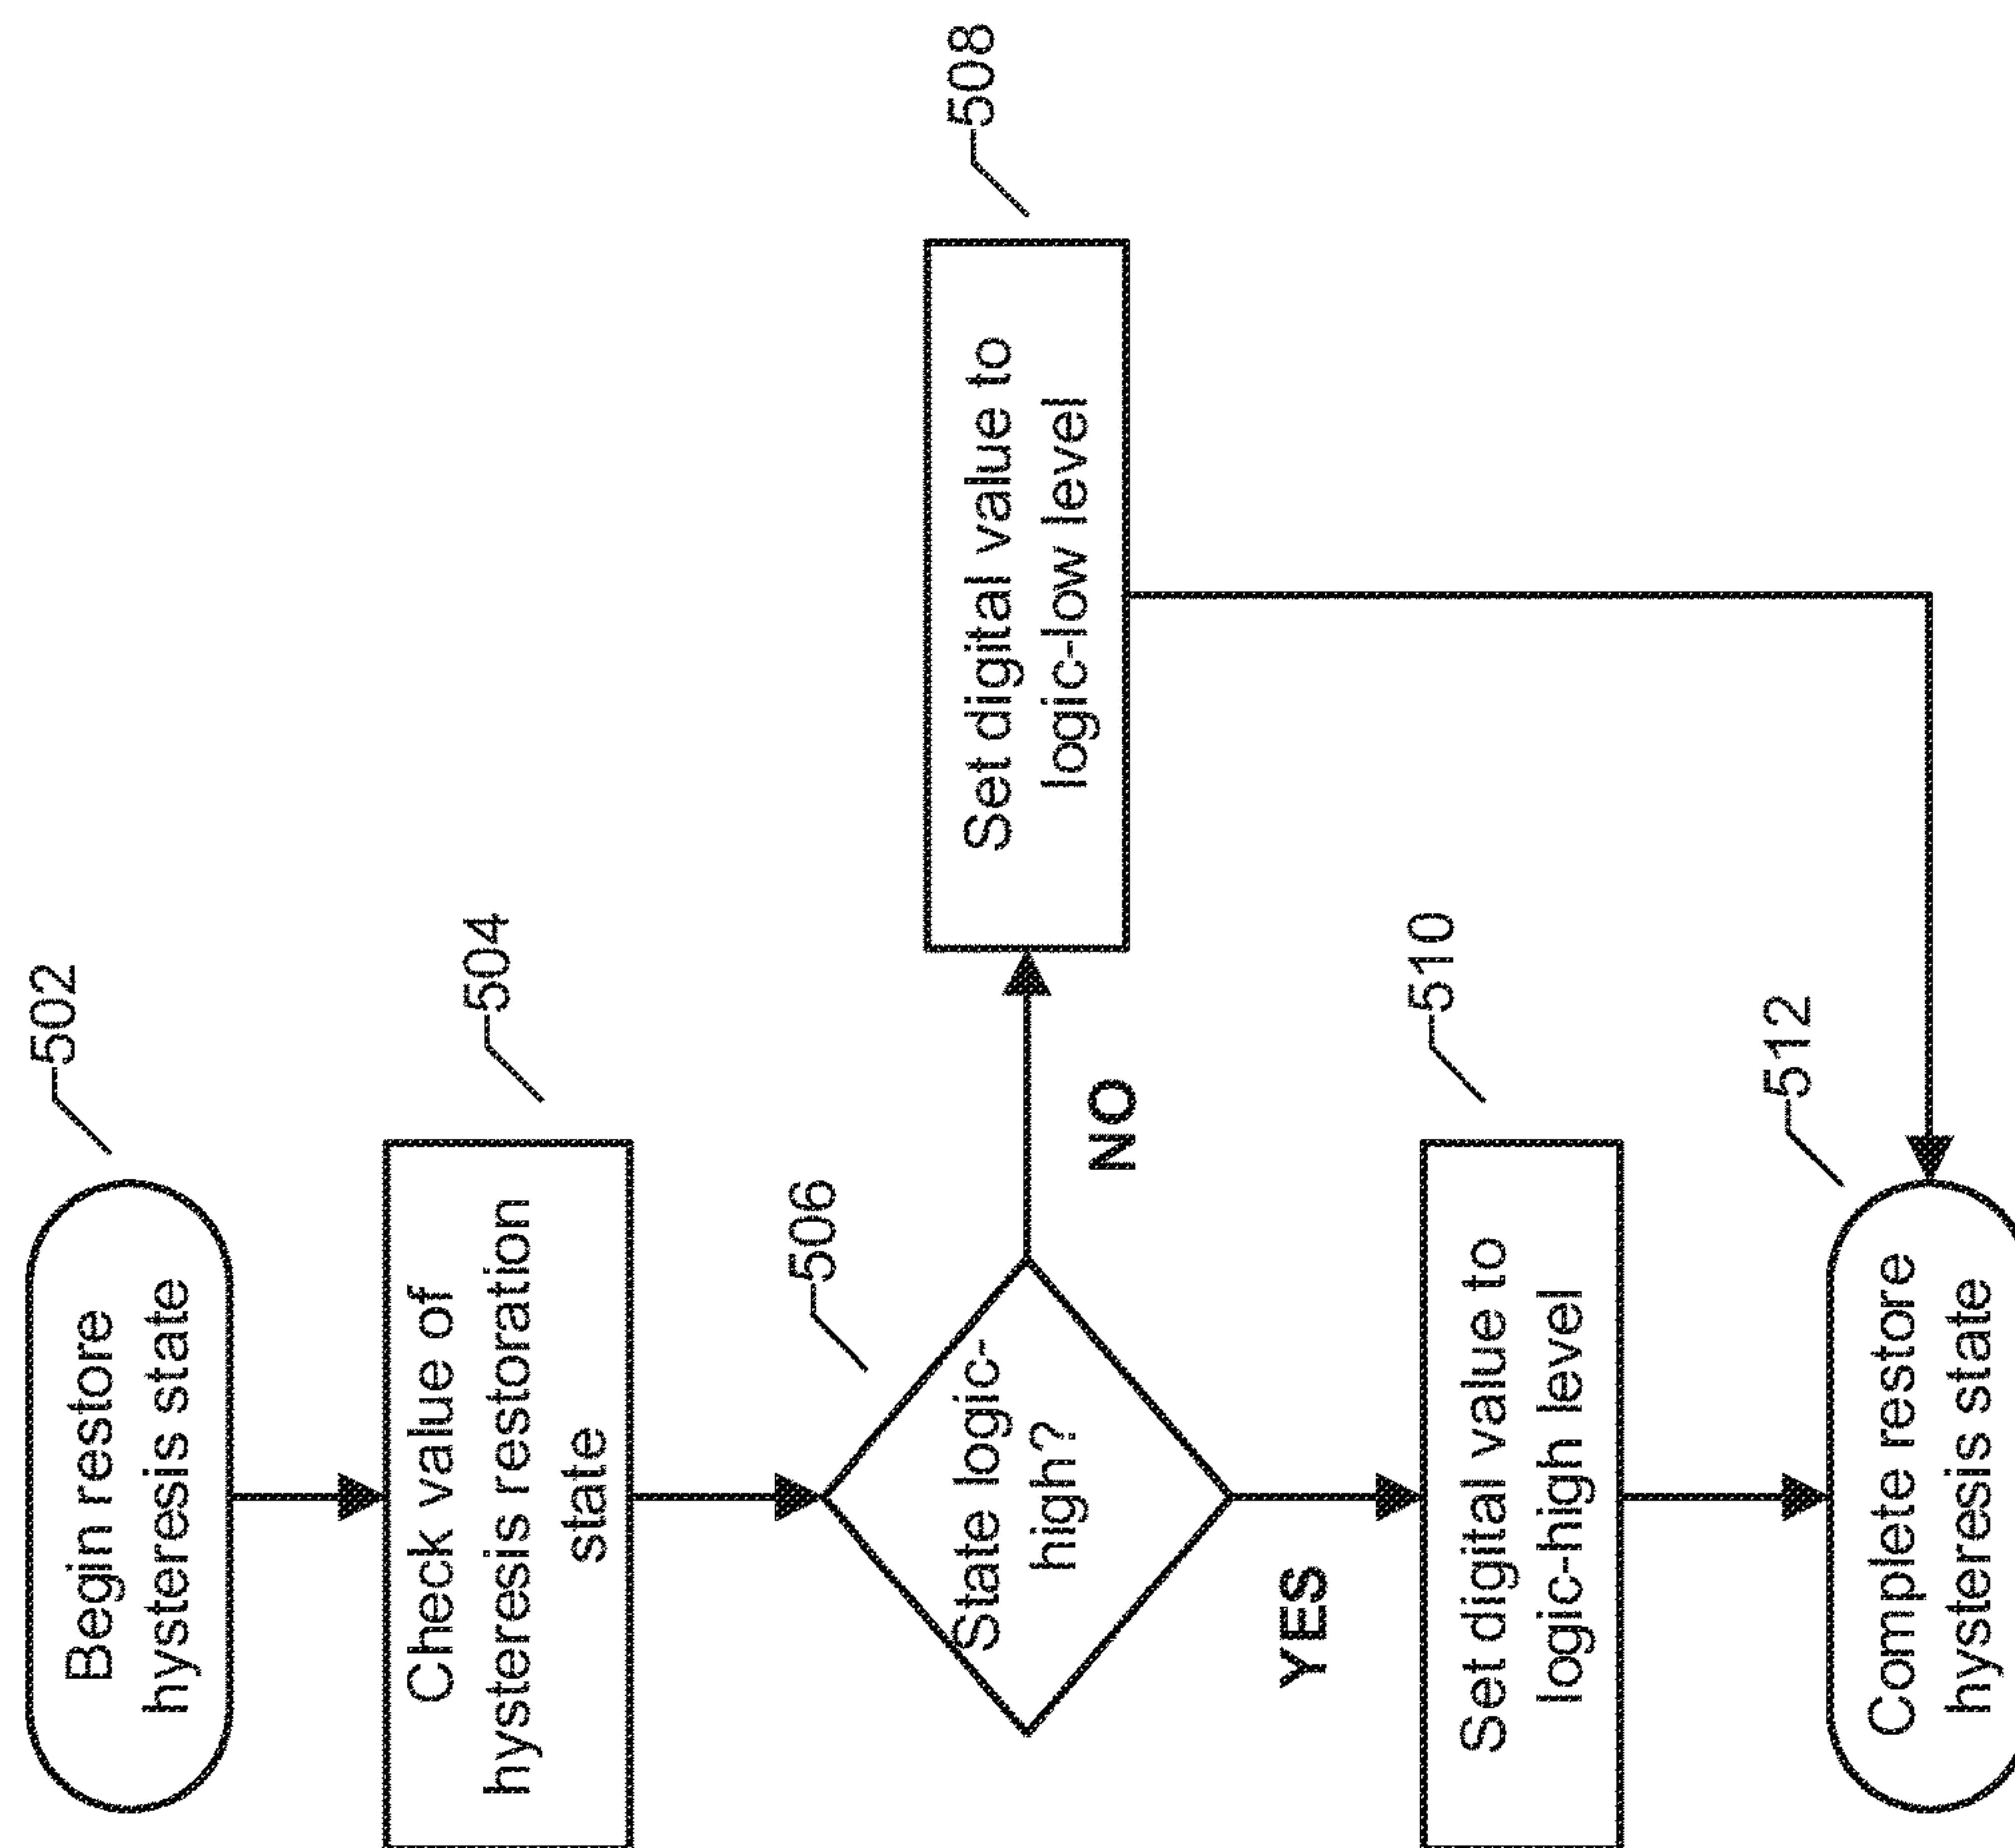 502
Begin restore
hysteresis state
504
Check value of
hysteresis restoration
state
506
State logic-
high?
NO
508
Set digital value to
logic-low level
YES
510
Set digital value to
logic-high level
512
Complete restore
hysteresis state